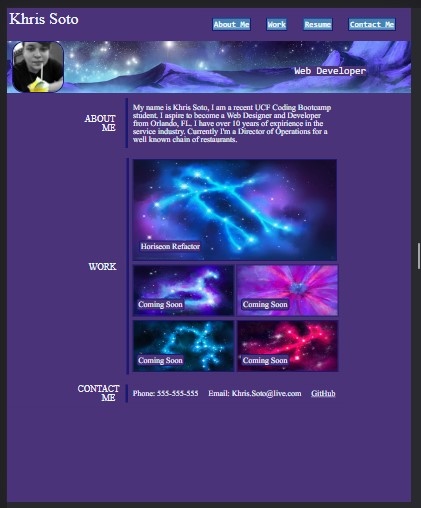 Khris Soto
About Me Work Resume Contact Me
Web Developer
ABOUT
ME
My name is Khris Soto, I am a recent UCF Coding Bootcamp
student. I aspire to become a Web Designer and Developer
from Orlando, FL. I have over 10 years of expirience in the
service industry. Currently I'm a Director of Operations for a
well known chain of restaurants.
WORK
Horiseon Refactor
Coming Soon Coming Soon
Coming Soon Coming Soon
CONTACT
ME
Phone: 555-555-555 Email: Khris.Soto@live.com GitHub